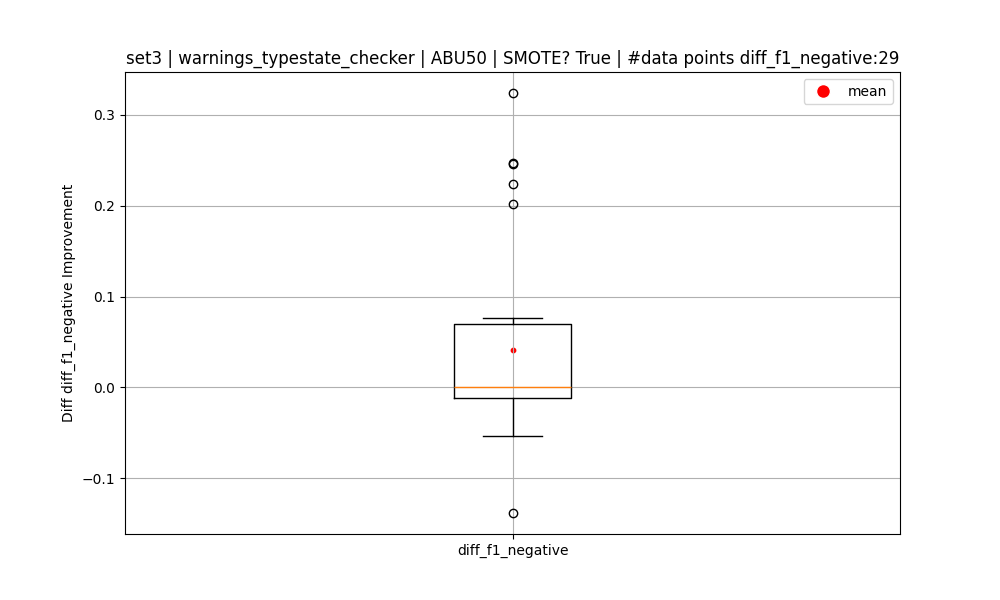 set3 | warnings_typestate_checker | ABU50 | SMOTE? True | #data points diff_f1_negative:29
mean
0.3
0.2
0.1
0.0
−0.1
Diff diff_f1_negative Improvement
diff_f1_negative